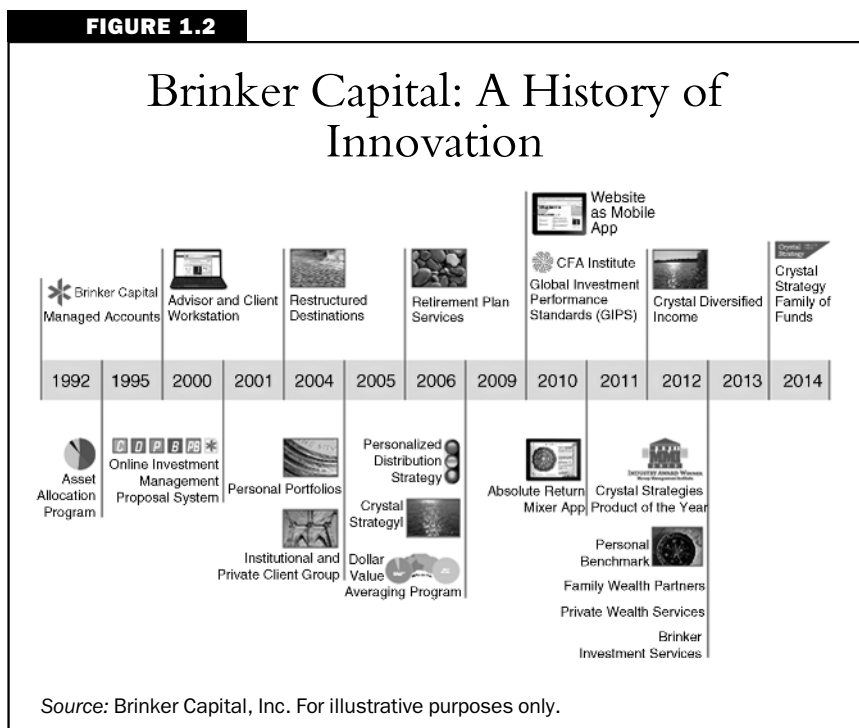 FIGURE 1.2
Brinker Capital: A History of
Innovation
Website
as Mobile
App
CFA Institute
Global Investment
Performance
Standards (GIPS)
Brinker Capital
Managed Accounts
Advisor and Client
Workstation
Restructured
Destinations
Retirement Plan
Services
Crystal Diversified
Income
Crystal
Strategy
Crystal
Strategy
Family of
Funds
1992 1995 2000 2001 2004 2005 2006 2009 2010 2011 2012 2013 2014
Asset
Allocation
Program
C D P B PB
Online Investment
Management
Proposal System
Personal Portfolios
Institutional and
Private Client Group
Personalized
Distribution
Strategy
Crystal
StrategyI
Dollar
Value
Averaging Program
Absolute Return
Mixer App
INDUSTRY AWARD WINNER
Crystal Strategies
Product of the Year
Personal
Benchmark
Family Wealth Partners
Private Wealth Services
Brinker
Investment Services
Source: Brinker Capital, Inc. For illustrative purposes only.